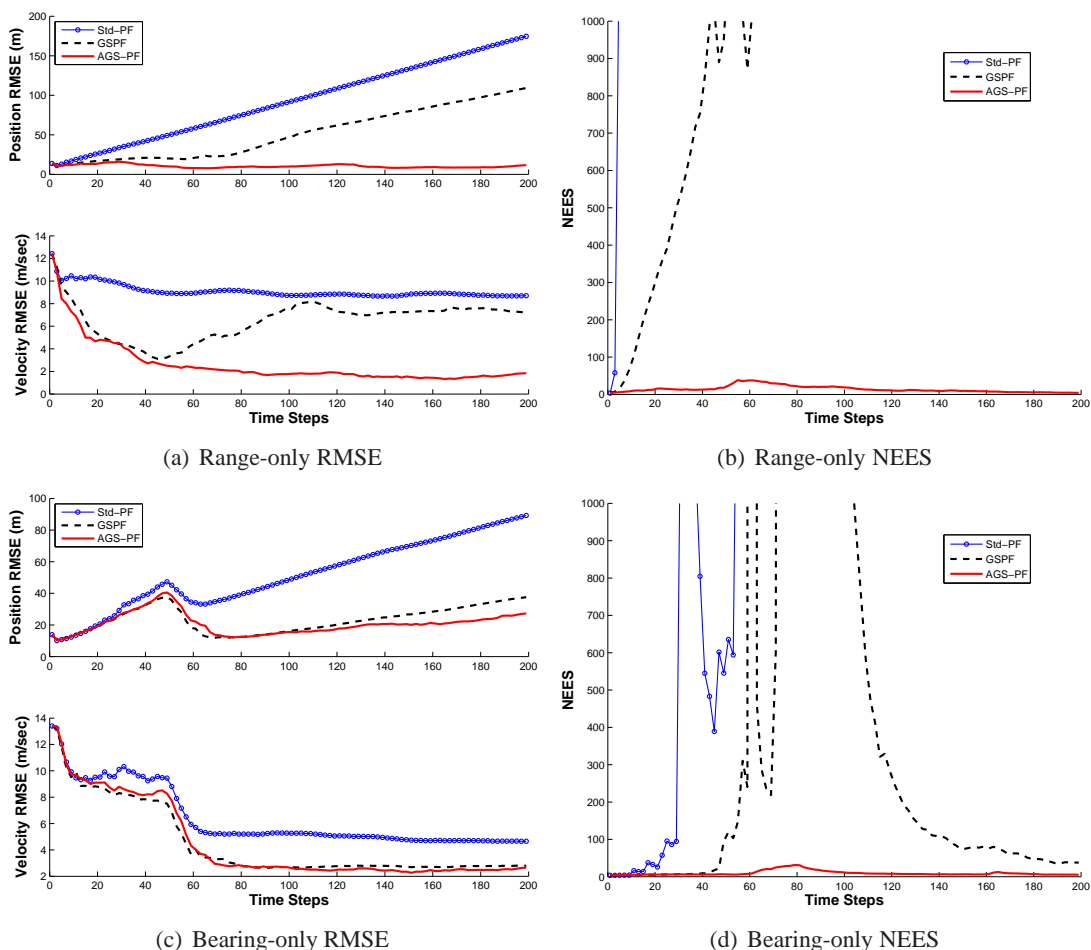 Position RMSE (m)
200
150
100
50
0
Std-PF
GSPF
AGS-PF
0 20 40 60 80 100 120 140 160 180 200
Velocity RMSE (m/sec)
14
12
10
8
6
4
2
0
0 20 40 60 80 100 120 140 160 180 200
Time Steps
(a) Range-only RMSE
NEES
1000
900
800
700
600
500
400
300
200
100
0
Std-PF
GSPF
AGS-PF
0 20 40 60 80 100 120 140 160 180 200
Time Steps
(b) Range-only NEES
Position RMSE (m)
100
80
60
40
20
0
Std-PF
GSPF
AGS-PF
0 20 40 60 80 100 120 140 160 180 200
Velocity RMSE (m/sec)
14
12
10
8
6
4
2
0 20 40 60 80 100 120 140 160 180 200
Time Steps
(c) Bearing-only RMSE
NEES
1000
900
800
700
600
500
400
300
200
100
0
Std-PF
GSPF
AGS-PF
0 20 40 60 80 100 120 140 160 180 200
Time Steps
(d) Bearing-only NEES